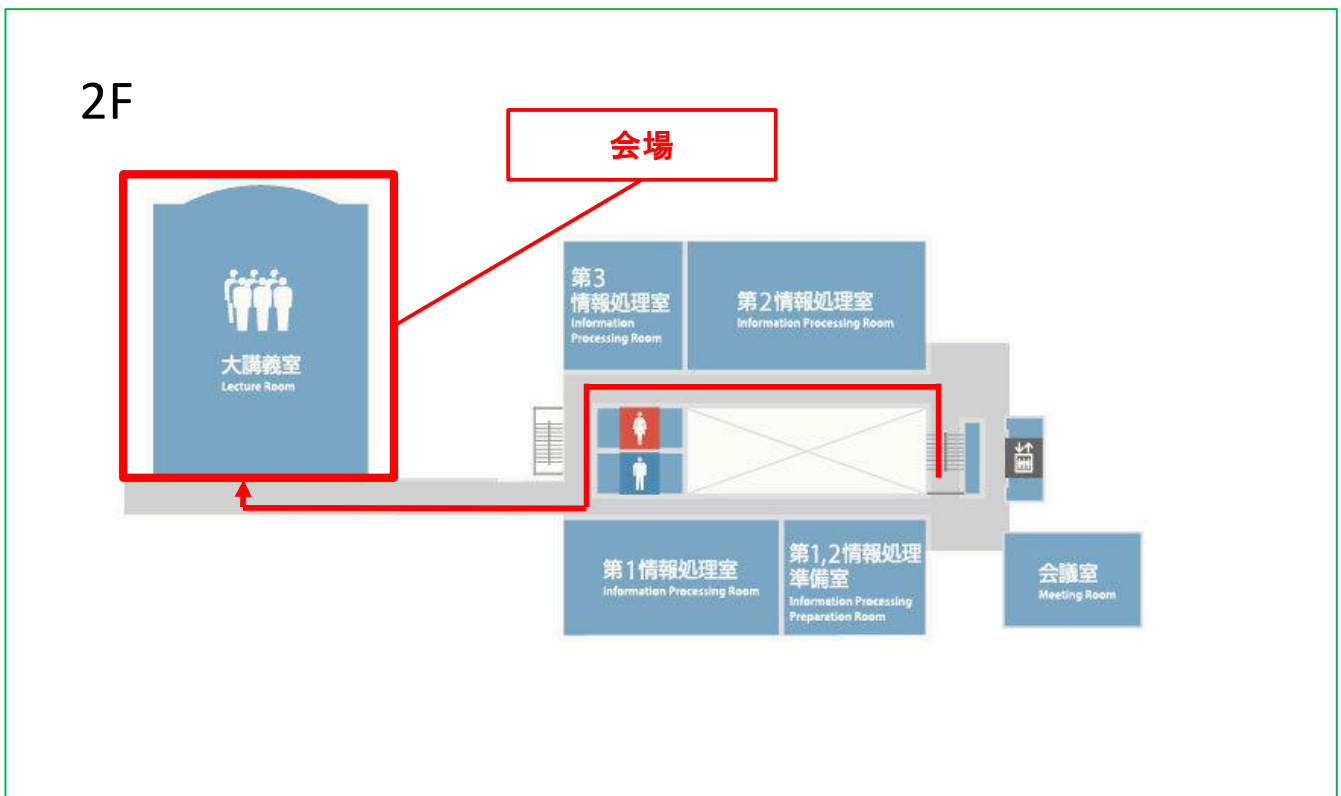 2F
会場
大講義室
Lecture Room
第3
情報処理室
Information
Processing Room
第2情報処理室
Information Processing Room
第1情報処理室
Information Processing Room
第1,2情報処理
準備室
Information Processing
Preparation Room
会議室
Meeting Room